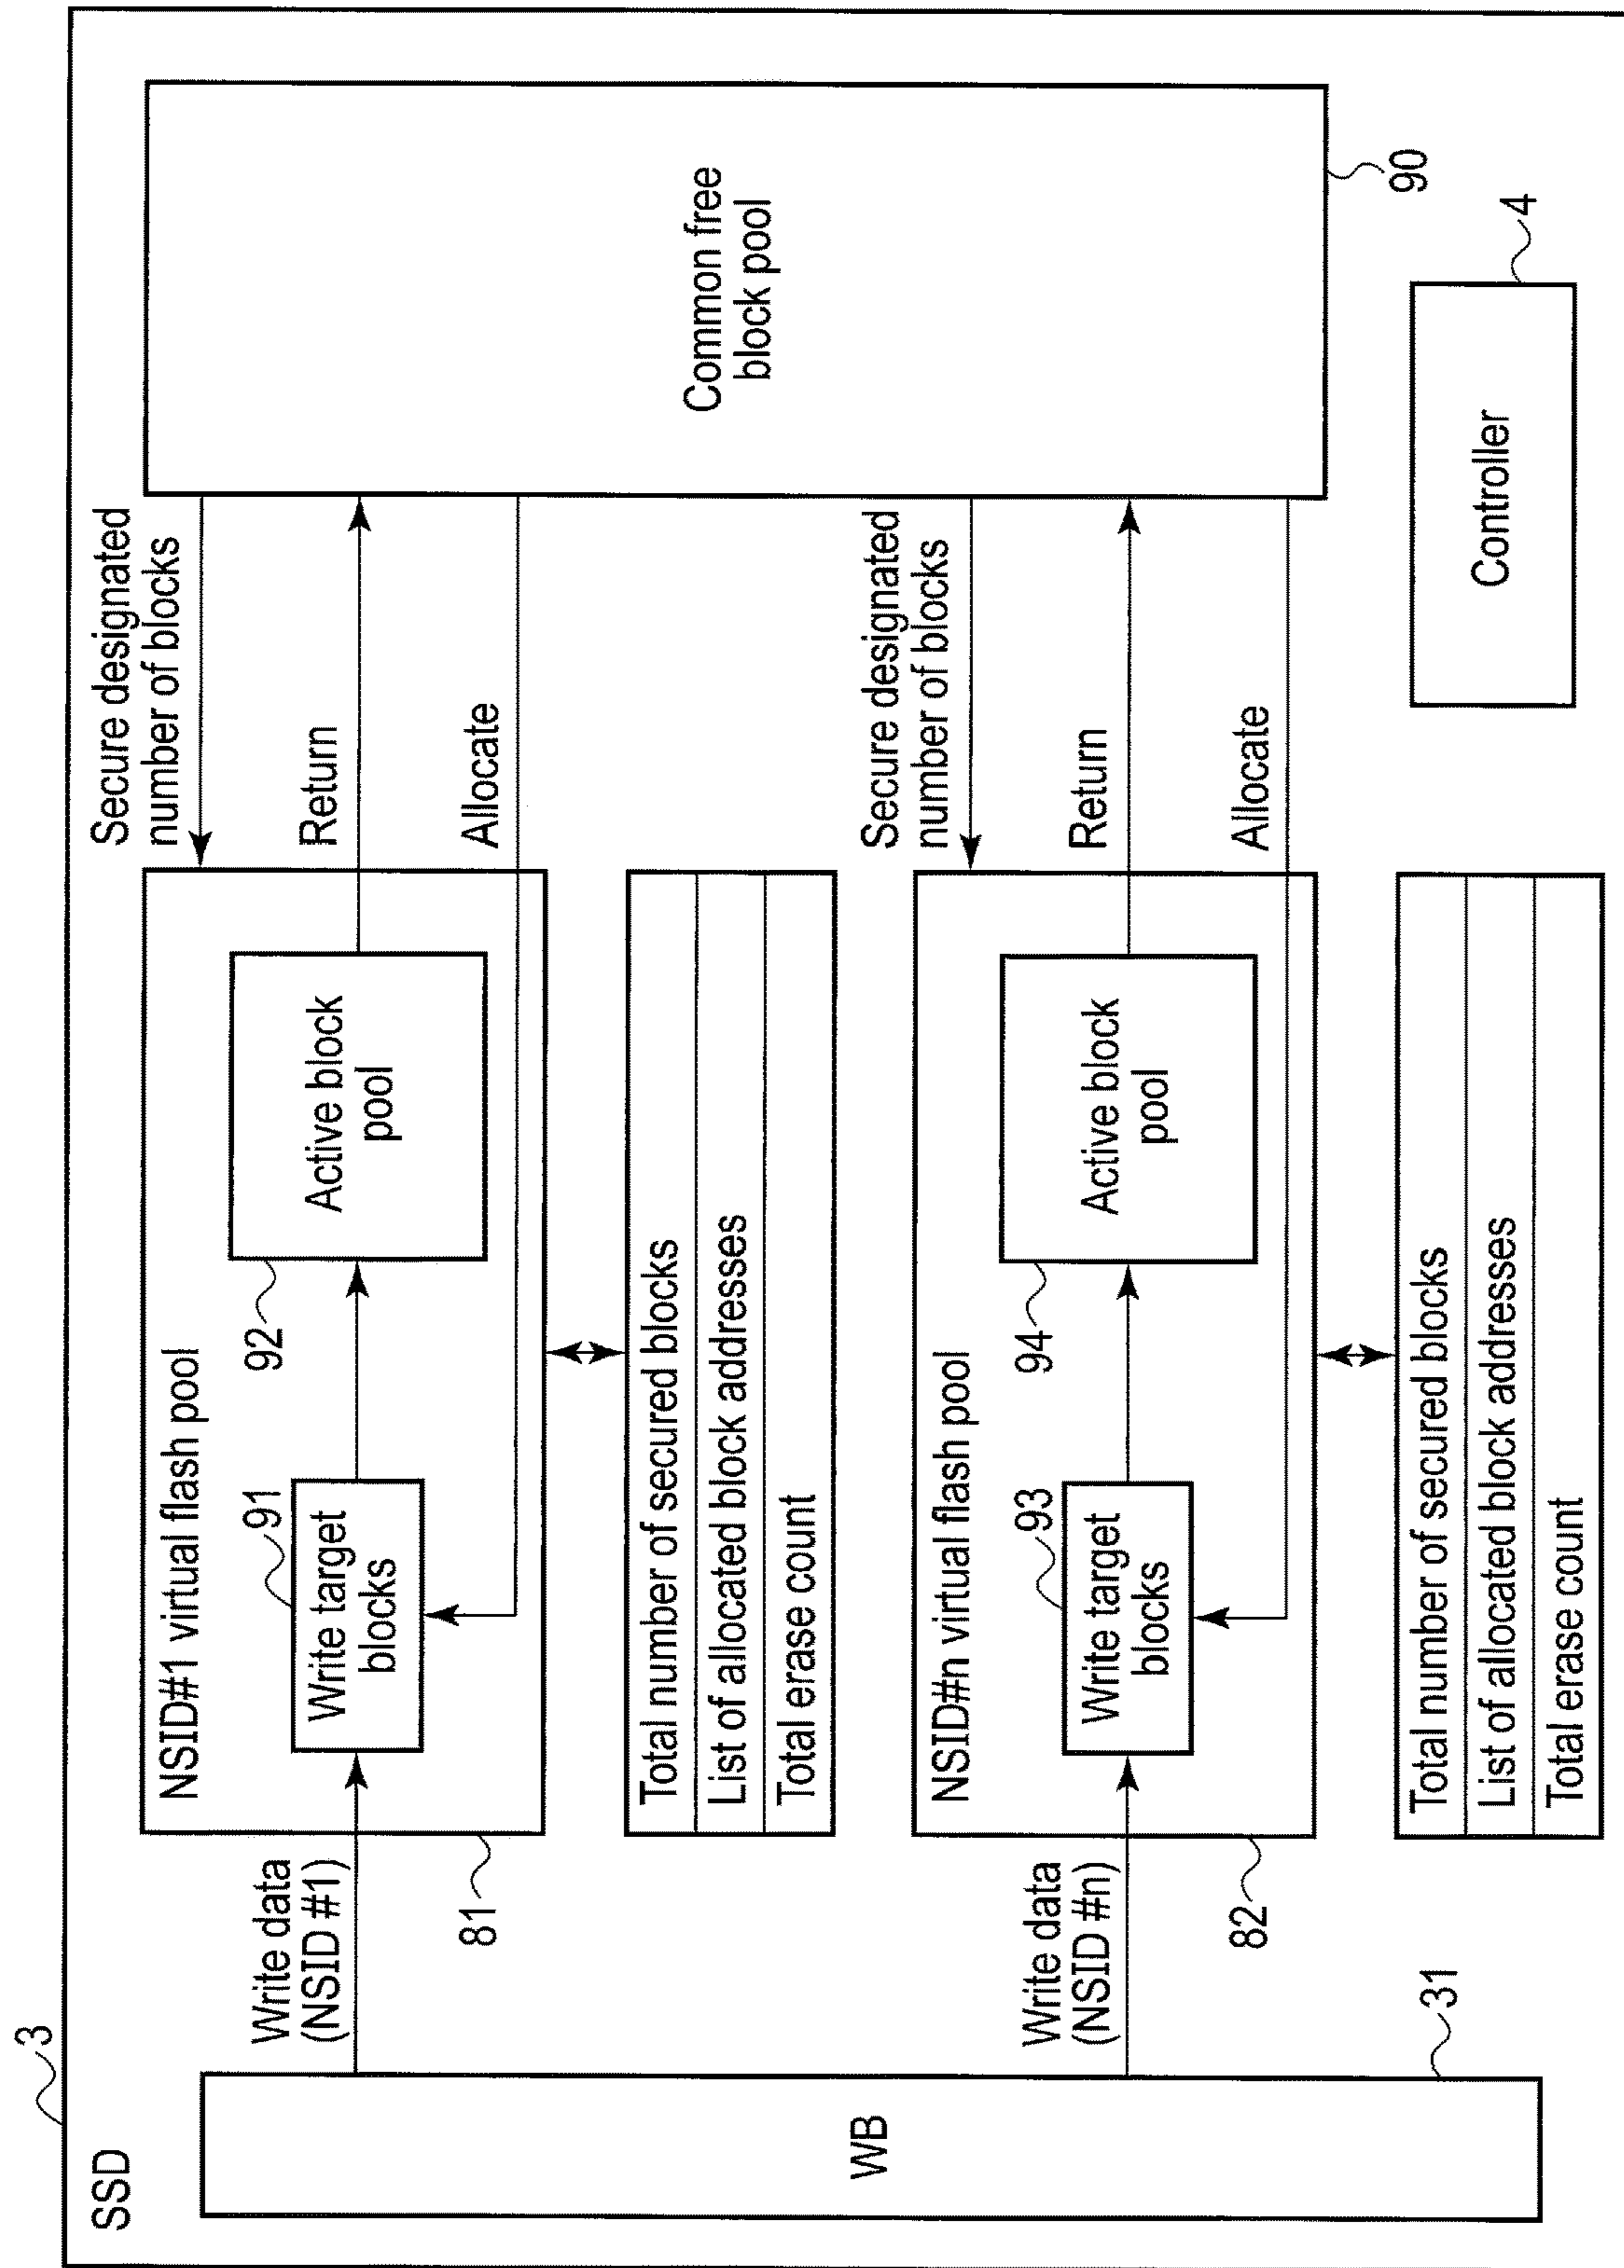 3
SSD
WB
31
Write data
(NSID #1)
81
NSID#1 virtual flash pool
91
Write target
blocks
92
Active block
pool
Secure designated
number of blocks
Return
Allocate
Total number of secured blocks
List of allocated block addresses
Total erase count
Write data
(NSID #n)
82
NSID#n virtual flash pool
93
Write target
blocks
94
Active block
pool
Secure designated
number of blocks
Return
Allocate
Total number of secured blocks
List of allocated block addresses
Total erase count
Common free
block pool
90
Controller
4